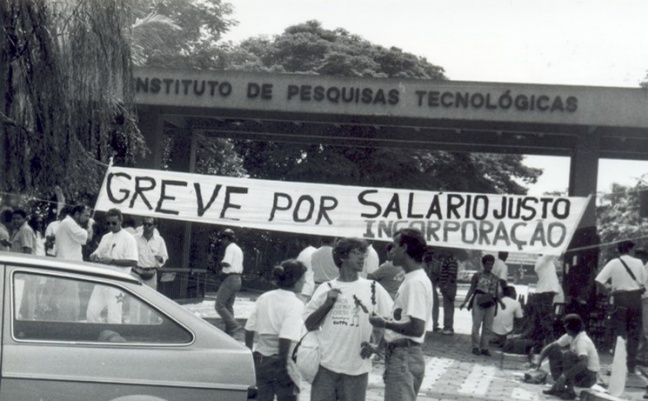 INSTITUTO DE PESQUISAS TECNOLÓGICAS
GREVE POR SALÁRIO JUSTO
INCORPORAÇÃO